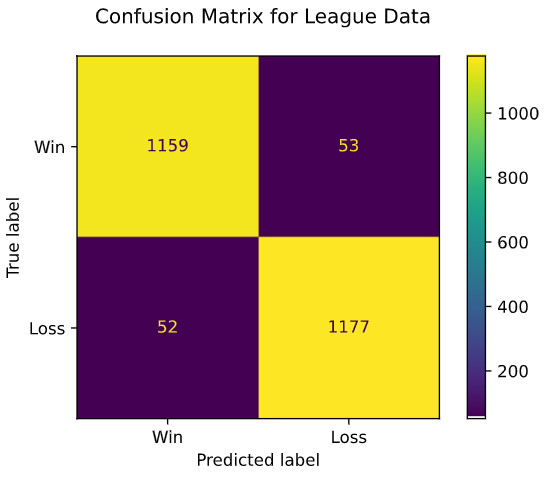 Confusion Matrix for League Data
True label
Win
1159
53
Loss
52
1177
Win
Loss
Predicted label
1000
800
600
400
200